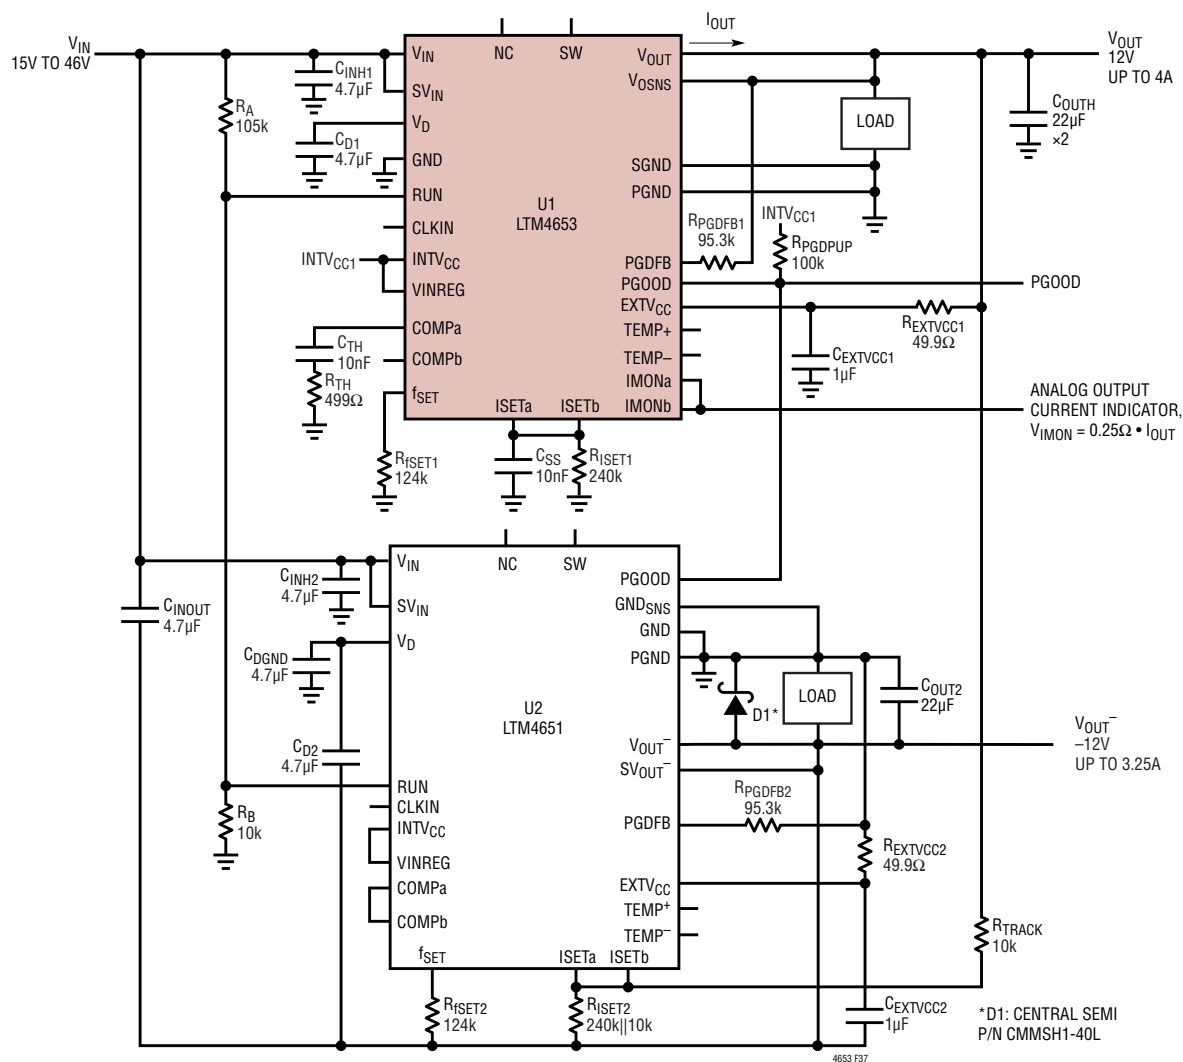 V_IN
15V TO 46V
C_INH1
4.7µF
R_A
105k
C_D1
4.7µF
INTV_CC1
C_TH
10nF
R_TH
499Ω
R_fSET1
124k
V_IN
SV_IN
V_D
GND
RUN
CLKIN
INTV_CC
VINREG
COMPa
COMPb
f_SET
NC
SW
U1
LTM4653
ISETa
ISETb
V_OUT
V_OSNS
SGND
PGND
PGDFB
PGOOD
EXTV_CC
TEMP+
TEMP–
IMONa
IMONb
C_SS
10nF
R_ISET1
240k
I_OUT
LOAD
R_PGDFB1
95.3k
INTV_CC1
R_PGDPUP
100k
R_EXTVCC1
49.9Ω
C_EXTVCC1
1µF
V_OUT
12V
UP TO 4A
C_OUTH
22µF
×2
PGOOD
ANALOG OUTPUT
CURRENT INDICATOR,
V_IMON = 0.25Ω • I_OUT
C_INOUT
4.7µF
C_INH2
4.7µF
C_DGND
4.7µF
C_D2
4.7µF
R_B
10k
V_IN
SV_IN
V_D
RUN
CLKIN
INTV_CC
VINREG
COMPa
COMPb
f_SET
NC
SW
U2
LTM4651
ISETa
ISETb
PGOOD
GND_SNS
GND
PGND
V_OUT⁻
SV_OUT⁻
PGDFB
EXTV_CC
TEMP⁺
TEMP⁻
R_fSET2
124k
R_ISET2
240k||10k
D1*
LOAD
C_OUT2
22µF
V_OUT⁻
–12V
UP TO 3.25A
R_PGDFB2
95.3k
R_EXTVCC2
49.9Ω
R_TRACK
10k
C_EXTVCC2
1µF
*D1: CENTRAL SEMI
P/N CMMSH1-40L
4653 F37